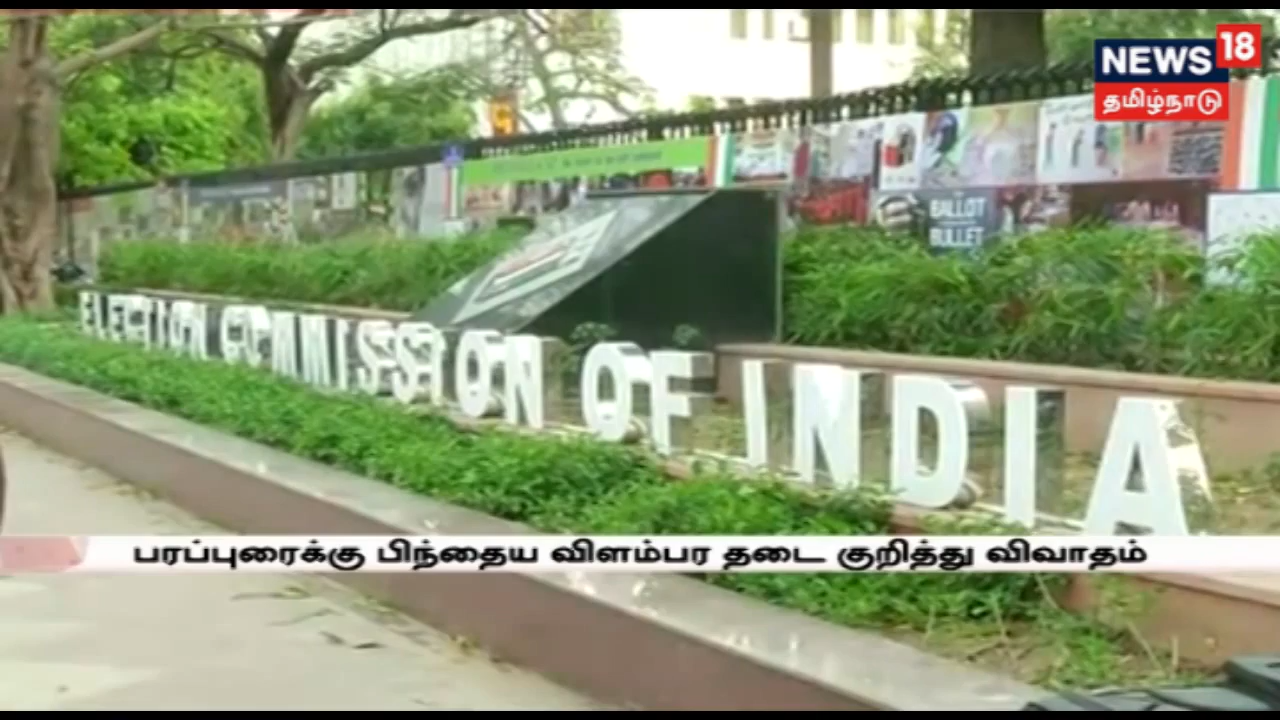 NEWS 18
தமிழ்நாடு
BALLOT
BULLET
ELECTION COMMISSION OF INDIA
பரப்புரைக்கு பிந்தைய விளம்பர தடை குறித்து விவாதம்